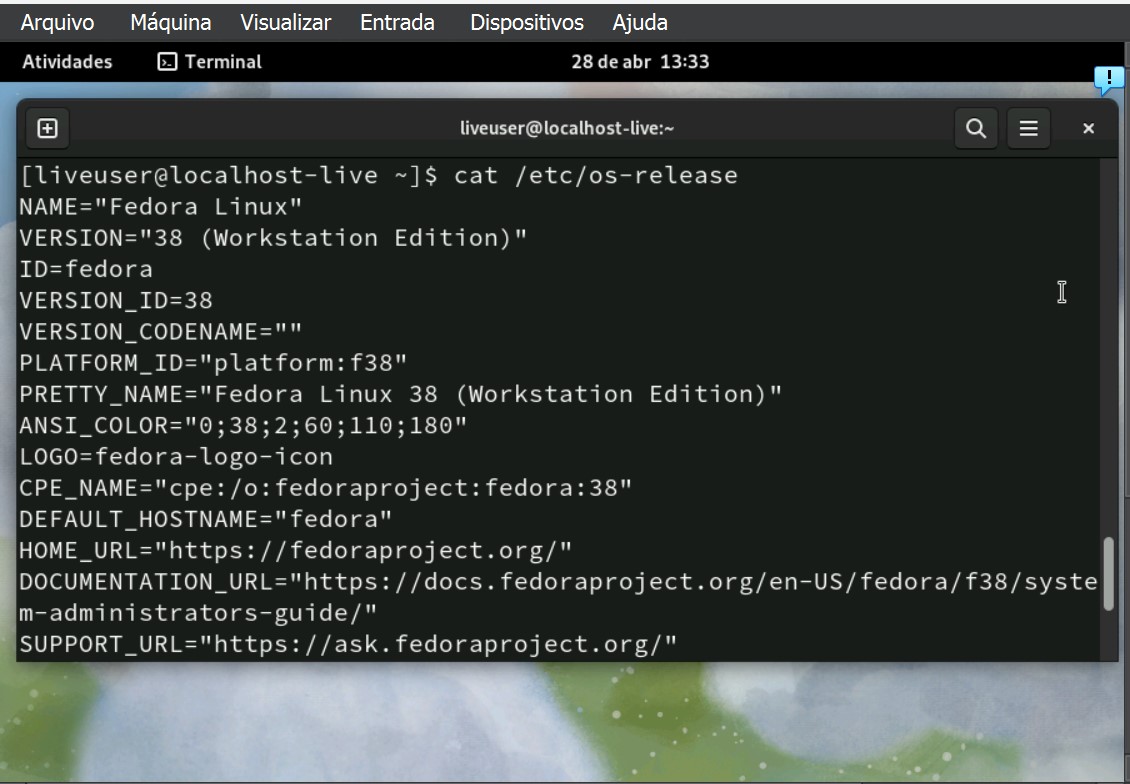 Arquivo Máquina Visualizar Entrada Dispositivos Ajuda
Atividades Terminal 28 de abr 13:33
liveuser@localhost-live:~
[liveuser@localhost-live ~]$ cat /etc/os-release
NAME="Fedora Linux"
VERSION="38 (Workstation Edition)"
ID=fedora
VERSION_ID=38
VERSION_CODENAME=""
PLATFORM_ID="platform:f38"
PRETTY_NAME="Fedora Linux 38 (Workstation Edition)"
ANSI_COLOR="0;38;2;60;110;180"
LOGO=fedora-logo-icon
CPE_NAME="cpe:/o:fedoraproject:fedora:38"
DEFAULT_HOSTNAME="fedora"
HOME_URL="https://fedoraproject.org/"
DOCUMENTATION_URL="https://docs.fedoraproject.org/en-US/fedora/f38/syste
m-administrators-guide/"
SUPPORT_URL="https://ask.fedoraproject.org/"